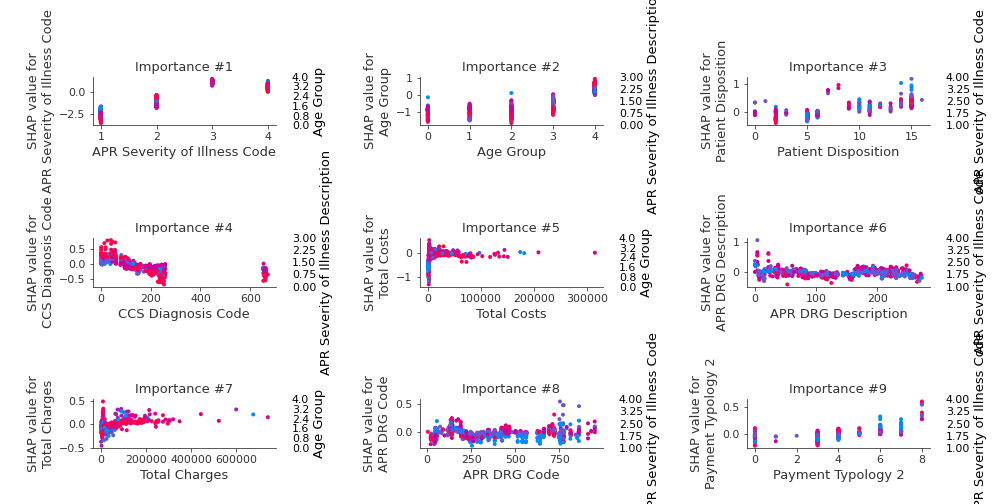 Importance #1
SHAP value for
APR Severity of Illness Code
0.0
−2.5
1 2 3 4
APR Severity of Illness Code
4.0
3.2
2.4
1.6
0.8
0.0
Age Group
Importance #2
SHAP value for
Age Group
1
0
−1
0 1 2 3 4
Age Group
3.00
2.25
1.50
0.75
0.00
APR Severity of Illness Description
Importance #3
SHAP value for
Patient Disposition
1
0
0 5 10 15
Patient Disposition
4.00
3.25
2.50
1.75
1.00
APR Severity of Illness Code
Importance #4
SHAP value for
CCS Diagnosis Code
0.5
0.0
−0.5
0 200 400 600
CCS Diagnosis Code
3.00
2.25
1.50
0.75
0.00
APR Severity of Illness Description
Importance #5
SHAP value for
Total Costs
0
−1
0 100000 200000 300000
Total Costs
4.0
3.2
2.4
1.6
0.8
0.0
Age Group
Importance #6
SHAP value for
APR DRG Description
1
0
0 100 200
APR DRG Description
4.00
3.25
2.50
1.75
1.00
APR Severity of Illness Code
Importance #7
SHAP value for
Total Charges
0.5
0.0
−0.5
0 200000 400000 600000
Total Charges
4.0
3.2
2.4
1.6
0.8
0.0
Age Group
Importance #8
SHAP value for
APR DRG Code
0.5
0.0
0 250 500 750
APR DRG Code
4.00
3.25
2.50
1.75
1.00
APR Severity of Illness Code
Importance #9
SHAP value for
Payment Typology 2
0.5
0.0
0 2 4 6 8
Payment Typology 2
4.00
3.25
2.50
1.75
1.00
APR Severity of Illness Code